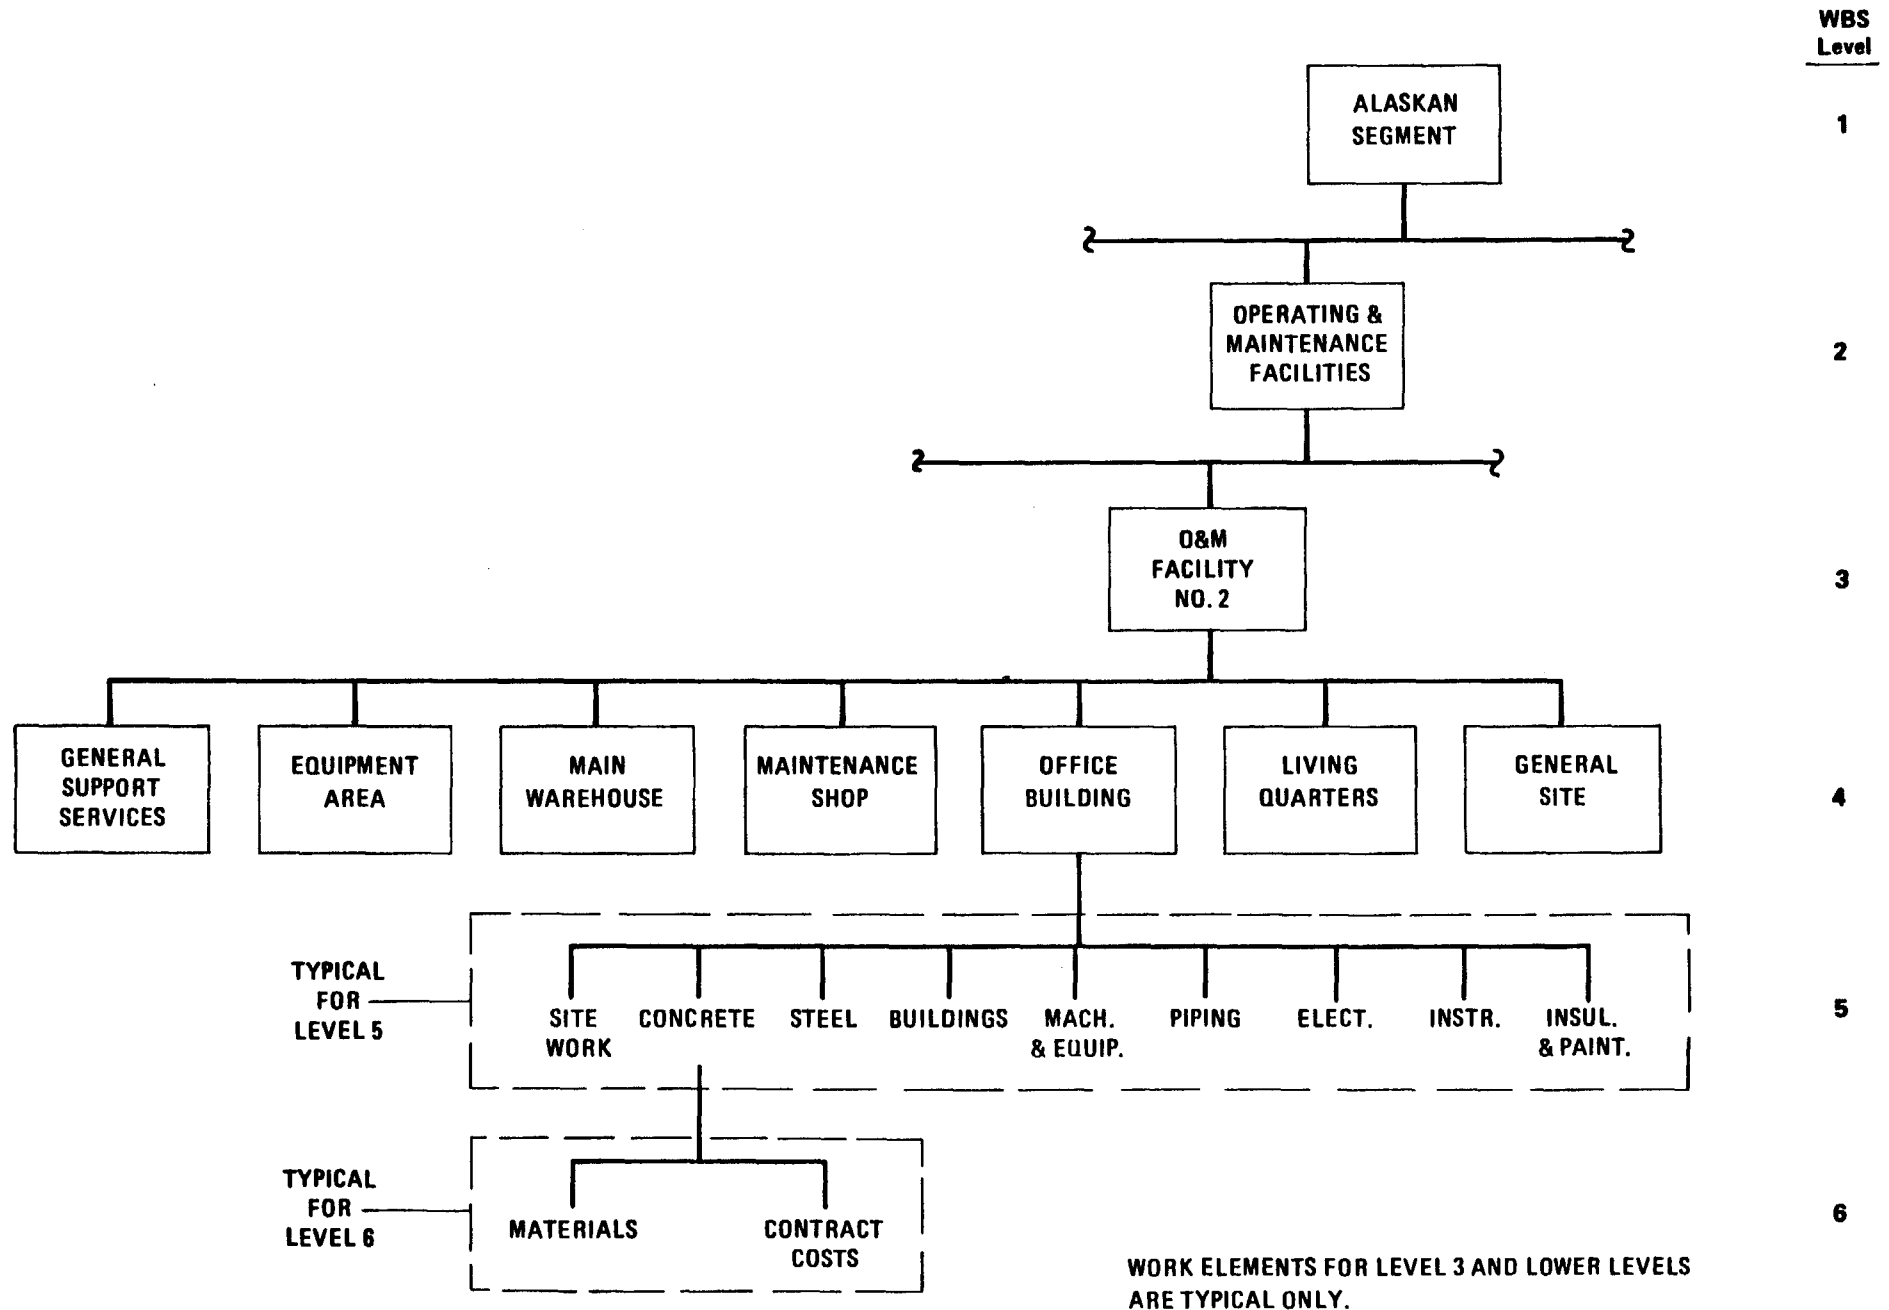 WBS
Level
ALASKAN
SEGMENT
1
OPERATING &
MAINTENANCE
FACILITIES
2
O&M
FACILITY
NO. 2
3
GENERAL
SUPPORT
SERVICES
EQUIPMENT
AREA
MAIN
WAREHOUSE
MAINTENANCE
SHOP
OFFICE
BUILDING
LIVING
QUARTERS
GENERAL
SITE
4
TYPICAL
FOR
LEVEL 5
SITE
WORK
CONCRETE
STEEL
BUILDINGS
MACH.
& EQUIP.
PIPING
ELECT.
INSTR.
INSUL.
& PAINT.
5
TYPICAL
FOR
LEVEL 6
MATERIALS
CONTRACT
COSTS
6
WORK ELEMENTS FOR LEVEL 3 AND LOWER LEVELS
ARE TYPICAL ONLY.